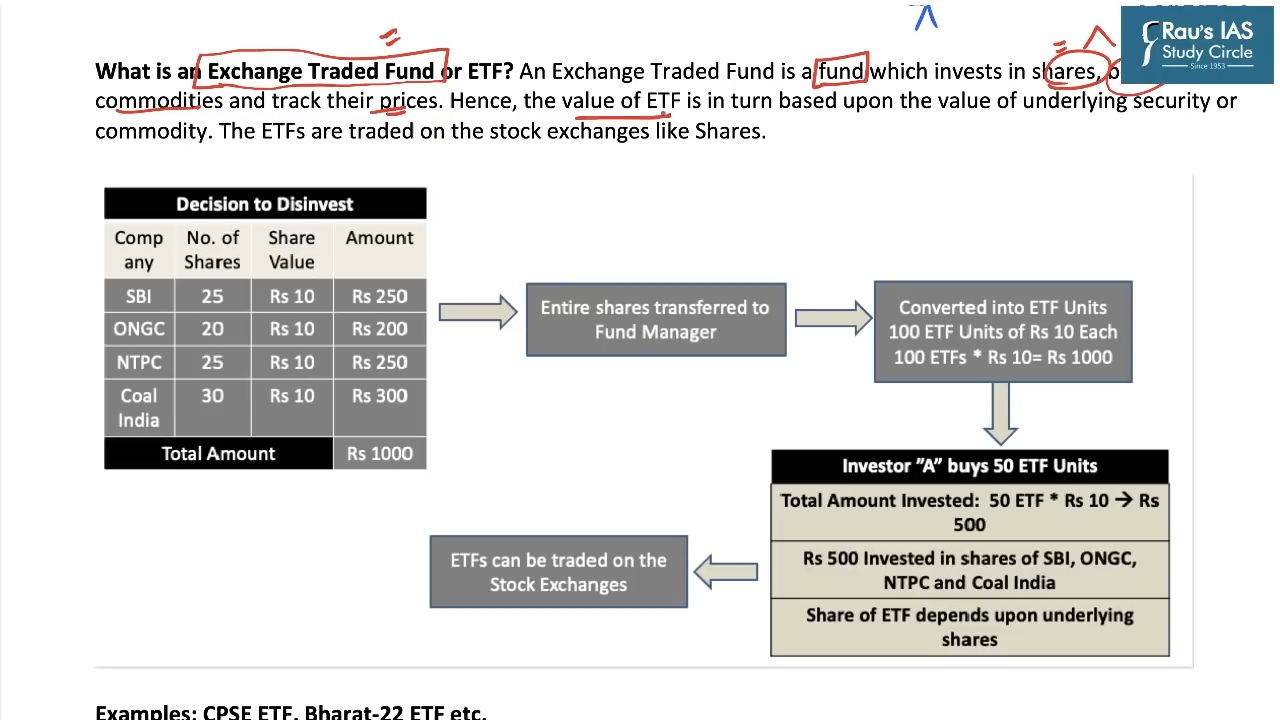 Rau's IAS
Study Circle
Since 1953
What is an Exchange Traded Fund or ETF? An Exchange Traded Fund is a fund which invests in shares,
commodities and track their prices. Hence, the value of ETF is in turn based upon the value of underlying security or
commodity. The ETFs are traded on the stock exchanges like Shares.
Decision to Disinvest
Comp
any
No. of
Shares
Share
Value
Amount
SBI 25 Rs 10 Rs 250
ONGC 20 Rs 10 Rs 200
NTPC 25 Rs 10 Rs 250
Coal
India
30 Rs 10 Rs 300
Total Amount Rs 1000
Entire shares transferred to
Fund Manager
Converted into ETF Units
100 ETF Units of Rs 10 Each
100 ETFs * Rs 10= Rs 1000
Investor ”A” buys 50 ETF Units
Total Amount Invested: 50 ETF * Rs 10 → Rs
500
Rs 500 Invested in shares of SBI, ONGC,
NTPC and Coal India
Share of ETF depends upon underlying
shares
ETFs can be traded on the
Stock Exchanges
Examples: CPSE ETF, Bharat-22 ETF etc.